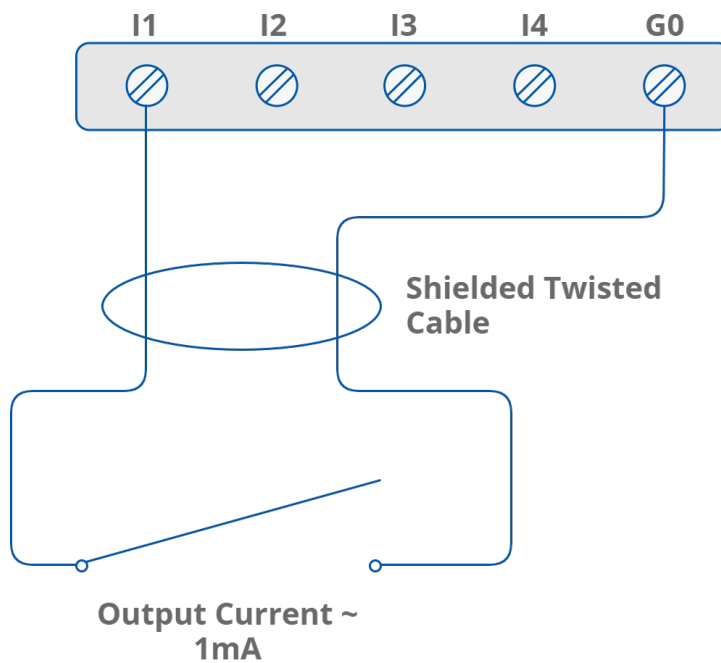 I1 I2 I3 I4 G0
Shielded Twisted
Cable
Output Current ~
1mA